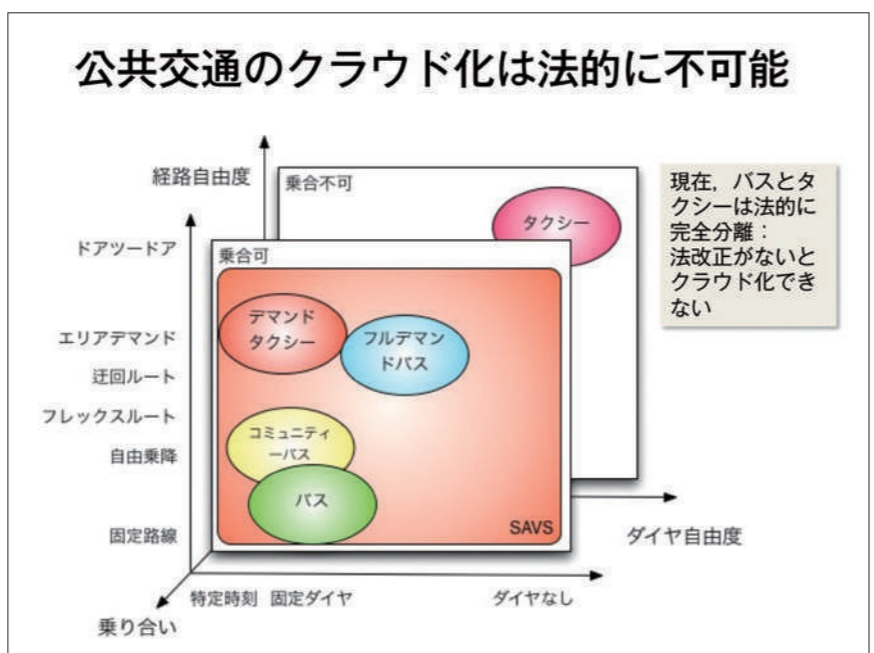 公共交通のクラウド化は法的に不可能
経路自由度
乗合不可
タクシー
現在，バスとタ
クシーは法的に
完全分離：
法改正がないと
クラウド化でき
ない
ドアツードア
乗合可
デマンド
タクシー
フルデマン
ドバス
エリアデマンド
迂回ルート
フレックスルート
自由乗降
固定路線
コミュニティ
ーバス
バス
SAVS
ダイヤ自由度
特定時刻
固定ダイヤ
ダイヤなし
乗り合い